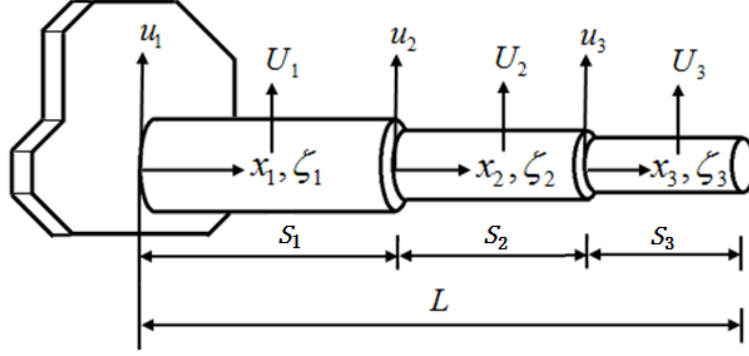 u₁ u₂ u₃
U₁ U₂ U₃
x₁, ζ₁ x₂, ζ₂ x₃, ζ₃
S₁ S₂ S₃
L